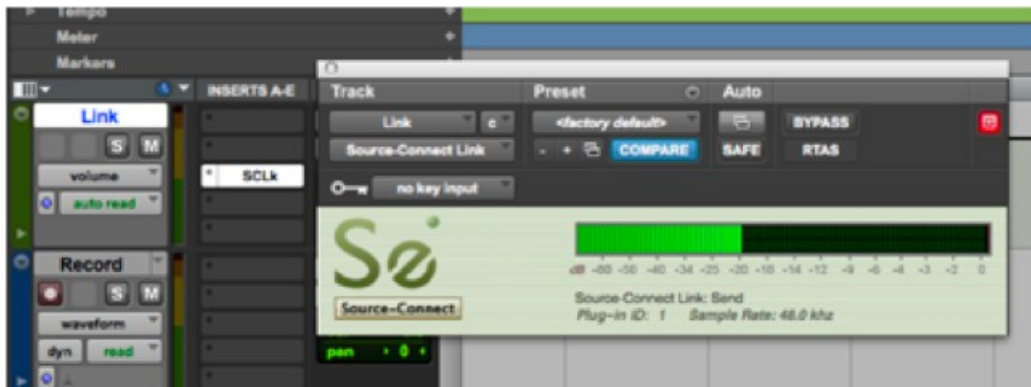 Tempo
Meter
Markers
INSERTS A-E
Link
S M
volume
auto read
SCLk
Record
S M
waveform
dyn read
pan 0
Track Preset Auto
Link c <factory default> BYPASS
Source-Connect Link - + COMPARE SAFE RTAS
no key input
Se
Source-Connect
dB -60 -50 -40 -34 -25 -20 -16 -14 -12 -9 -6 -4 -3 -2 0
Source-Connect Link: Send
Plug-in ID: 1 Sample Rate: 48.0 khz